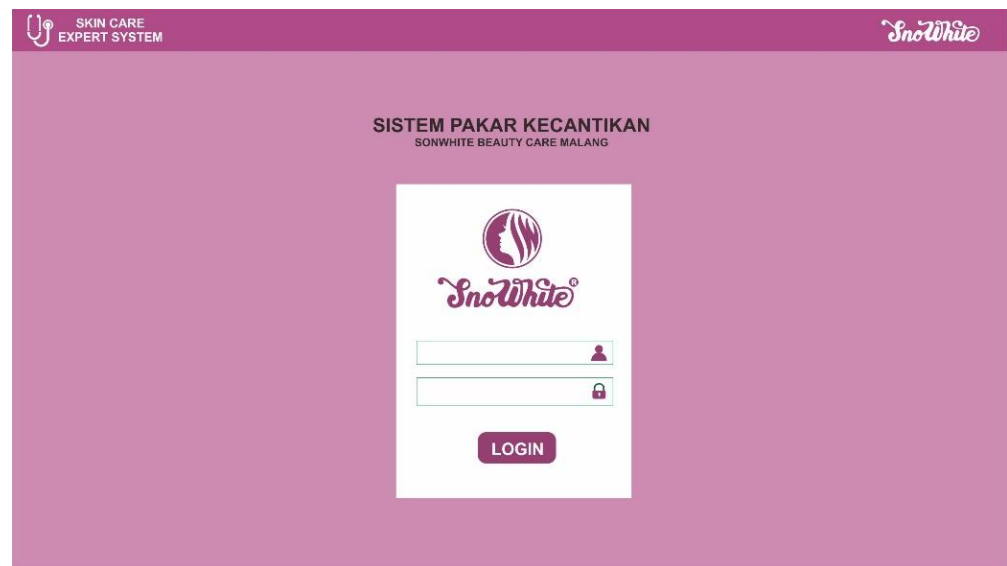 SKIN CARE
EXPERT SYSTEM
SnoWhite
SISTEM PAKAR KECANTIKAN
SONWHITE BEAUTY CARE MALANG
SnoWhite®
LOGIN